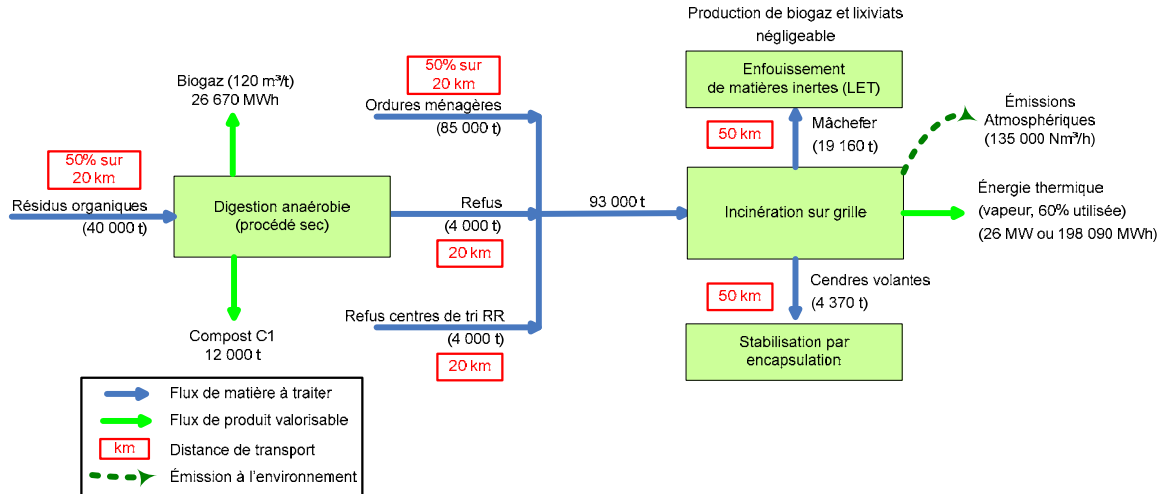 Production de biogaz et lixiviats
négligeable
50% sur
20 km
Biogaz (120 m³/t)
26 670 MWh
Ordures ménagères
(85 000 t)
Enfouissement
de matières inertes (LET)
50 km
Mâchefer
(19 160 t)
Émissions
Atmosphériques
(135 000 Nm³/h)
50% sur
20 km
Résidus organiques
(40 000 t)
Digestion anaérobie
(procédé sec)
Refus
(4 000 t)
20 km
93 000 t
Incinération sur grille
Énergie thermique
(vapeur, 60% utilisée)
(26 MW ou 198 090 MWh)
50 km
Cendres volantes
(4 370 t)
Refus centres de tri RR
(4 000 t)
20 km
Compost C1
12 000 t
Stabilisation par
encapsulation
Flux de matière à traiter
Flux de produit valorisable
km
Distance de transport
Émission à l'environnement